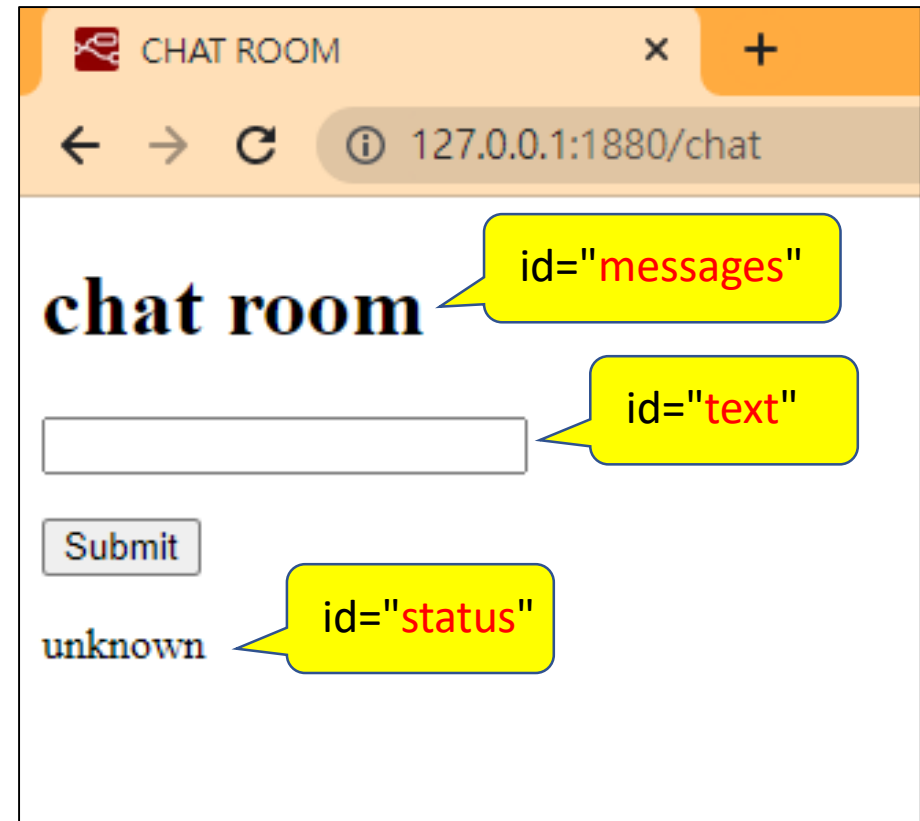 CHAT ROOM
127.0.0.1:1880/chat
id="messages"
chat room
id="text"
Submit
id="status"
unknown